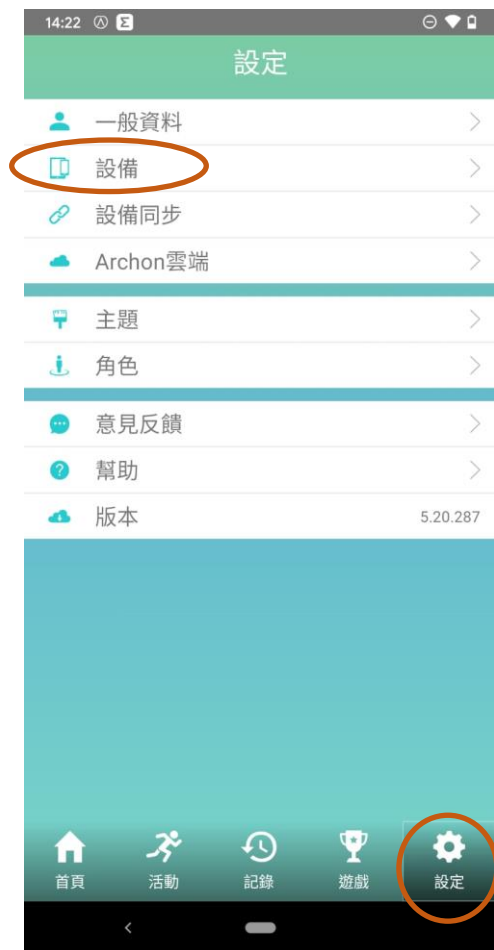 14:22
設定
一般資料
設備
設備同步
Archon雲端
主題
角色
意見反饋
幫助
版本 5.20.287
首頁 活動 記錄 遊戲 設定